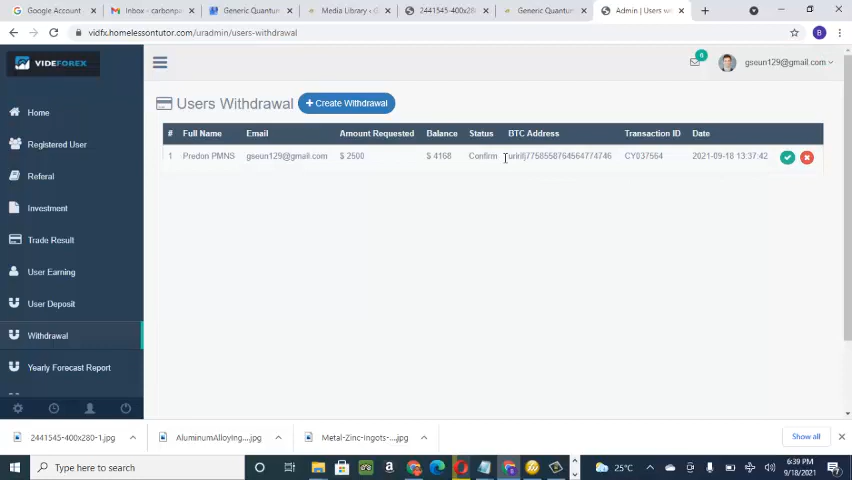 Google Account
Inbox - carbonpa
Generic Quantum
Media Library ‹ G
2441545-400x28
Generic Quantum
Admin | Users w
vidfx.homelessontutor.com/uradmin/users-withdrawal
B
VIDEFOREX
6
gseun129@gmail.com
Home
Registered User
Referal
Investment
Trade Result
User Earning
User Deposit
Withdrawal
Yearly Forecast Report
Users Withdrawal
+ Create Withdrawal
# Full Name Email Amount Requested Balance Status BTC Address Transaction ID Date
1 Predon PMNS gseun129@gmail.com $ 2500 $ 4168 Confirm CY037564 2021-09-18 13:37:42
2441545-400x280-1.jpg
AluminumAlloying....jpg
Metal-Zinc-Ingots-....jpg
Show all
Type here to search
25°C
6:39 PM
9/18/2021